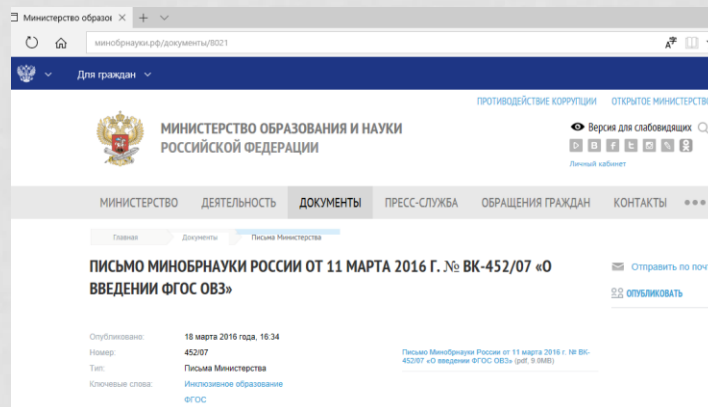 Министерство образов
минобрнауки.рф/документы/8021
Для граждан
ПРОТИВОДЕЙСТВИЕ КОРРУПЦИИ ОТКРЫТОЕ МИНИСТЕРСТВО
МИНИСТЕРСТВО ОБРАЗОВАНИЯ И НАУКИ
РОССИЙСКОЙ ФЕДЕРАЦИИ
Версия для слабовидящих
Личный кабинет
МИНИСТЕРСТВО ДЕЯТЕЛЬНОСТЬ ДОКУМЕНТЫ ПРЕСС-СЛУЖБА ОБРАЩЕНИЯ ГРАЖДАН КОНТАКТЫ
Главная Документы Письма Министерства
ПИСЬМО МИНОБРНАУКИ РОССИИ ОТ 11 МАРТА 2016 Г. № ВК-452/07 «О
ВВЕДЕНИИ ФГОС ОВЗ»
Отправить по поч
ОПУБЛИКОВАТЬ
Опубликовано: 18 марта 2016 года, 16:34
Номер: 452/07
Тип: Письма Министерства
Ключевые слова: Инклюзивное образование
ФГОС
Письмо Минобрнауки России от 11 марта 2016 г. № ВК-
452/07 «О введении ФГОС ОВЗ» (pdf, 9.0MB)